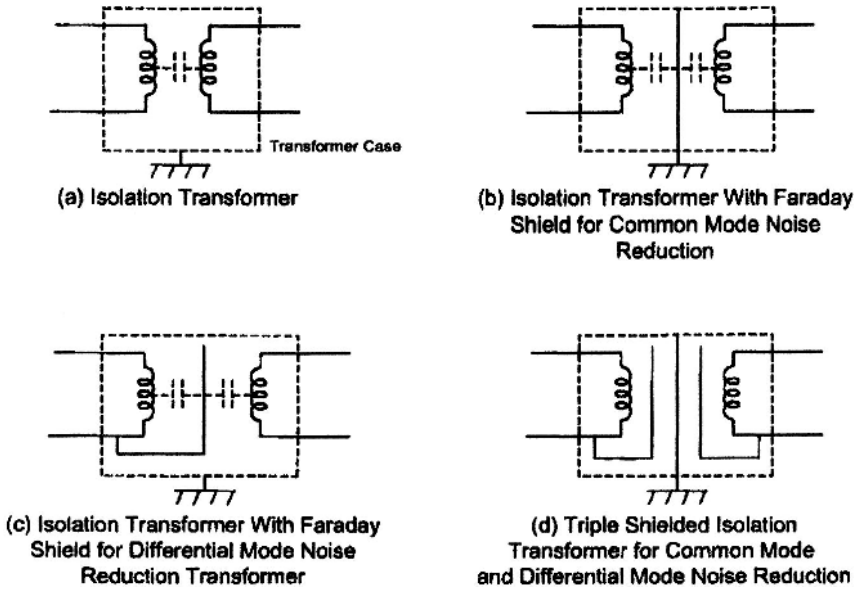 Transformer Case
(a) Isolation Transformer
(b) Isolation Transformer With Faraday
Shield for Common Mode Noise
Reduction
(c) Isolation Transformer With Faraday
Shield for Differential Mode Noise
Reduction Transformer
(d) Triple Shielded Isolation
Transformer for Common Mode
and Differential Mode Noise Reduction